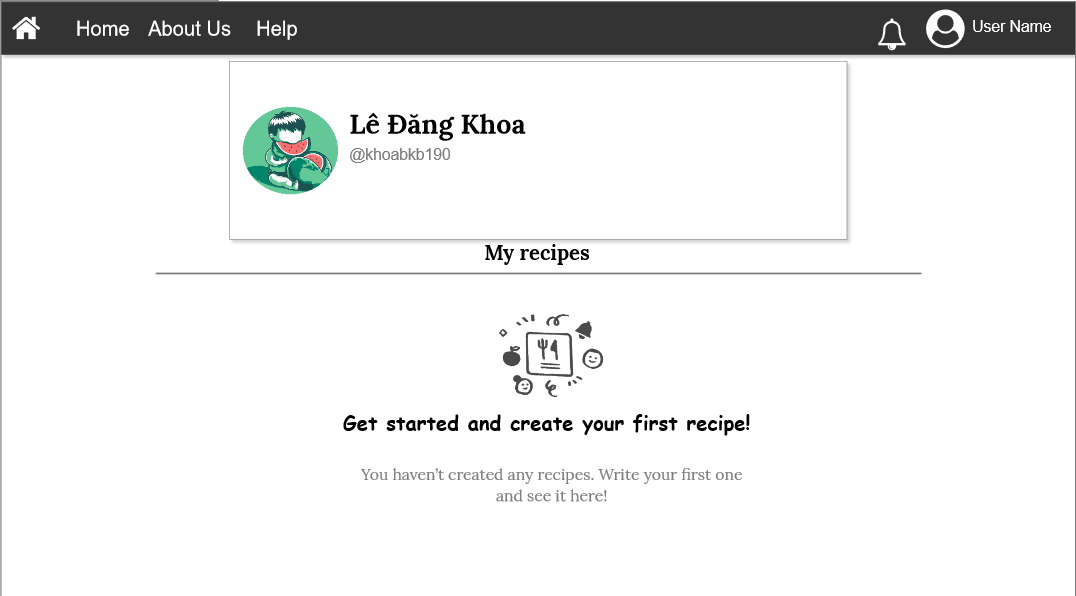 Home About Us Help User Name
Lê Đăng Khoa
@khoabkb190
My recipes
Get started and create your first recipe!
You haven't created any recipes. Write your first one
and see it here!